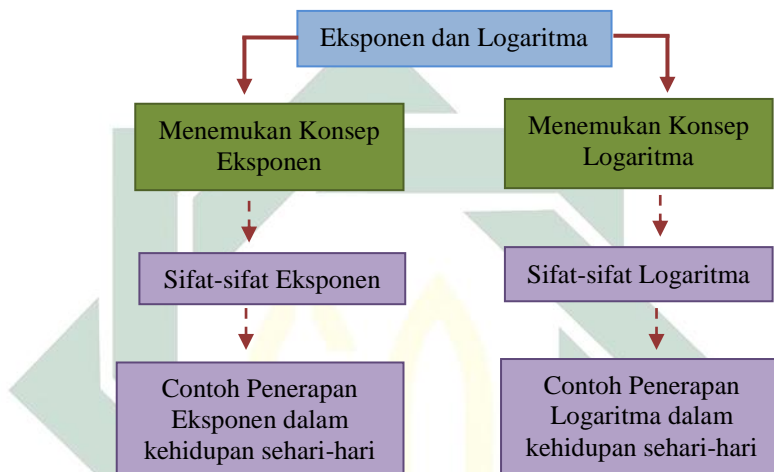 Eksponen dan Logaritma
Menemukan Konsep
Eksponen
Menemukan Konsep
Logaritma
Sifat-sifat Eksponen
Sifat-sifat Logaritma
Contoh Penerapan
Eksponen dalam
kehidupan sehari-hari
Contoh Penerapan
Logaritma dalam
kehidupan sehari-hari